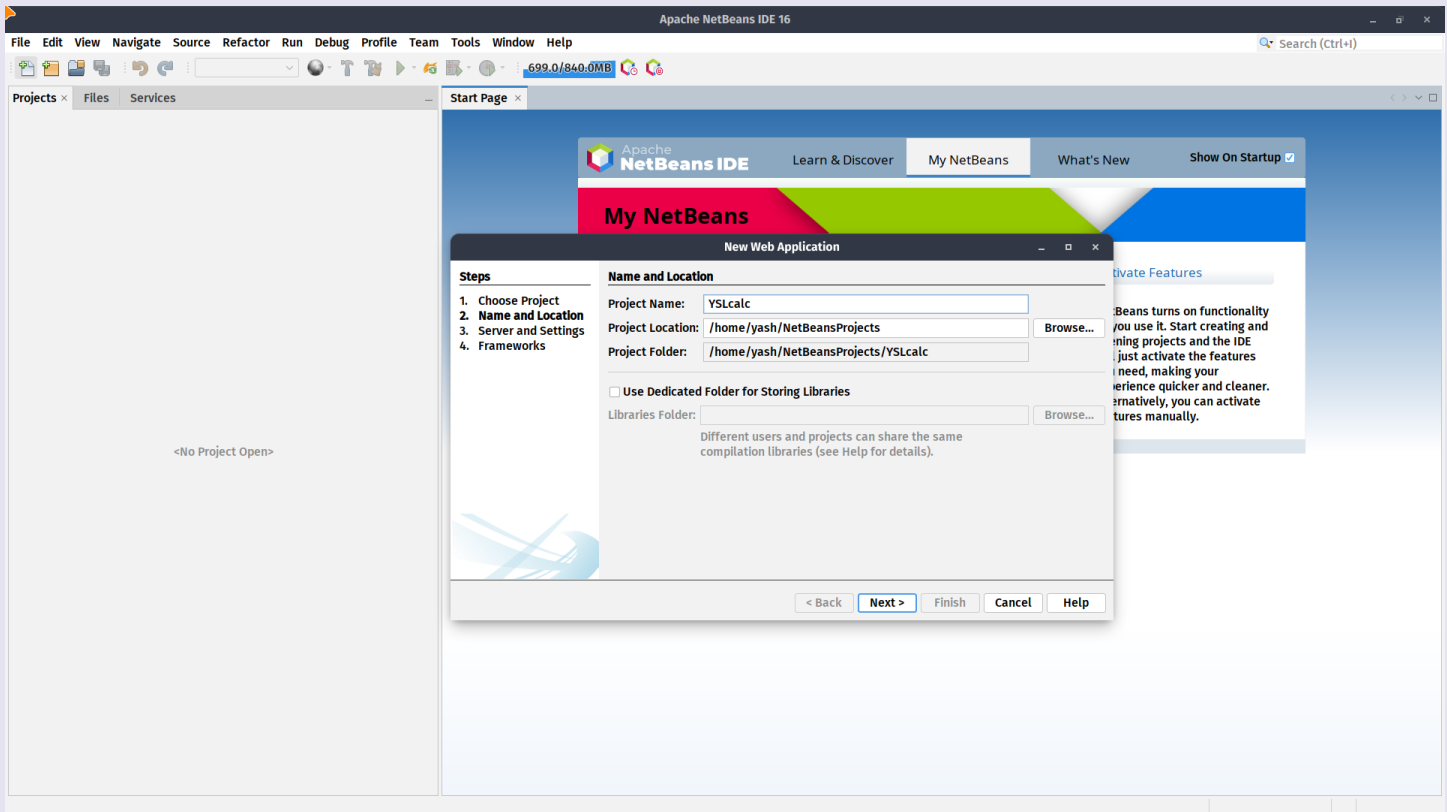 Apache NetBeans IDE 16
File Edit View Navigate Source Refactor Run Debug Profile Team Tools Window Help
Search (Ctrl+I)
699.0/840.0MB
Projects
Files
Services
Start Page
Apache
NetBeans IDE
Learn & Discover
My NetBeans
What's New
Show On Startup
My NetBeans
<No Project Open>
New Web Application
Steps
1. Choose Project
2. Name and Location
3. Server and Settings
4. Frameworks
Name and Location
Project Name: YSLcalc
Project Location: /home/yash/NetBeansProjects Browse...
Project Folder: /home/yash/NetBeansProjects/YSLcalc
Use Dedicated Folder for Storing Libraries
Libraries Folder: Browse...
Different users and projects can share the same
compilation libraries (see Help for details).
< Back Next > Finish Cancel Help
tivate Features
Beans turns on functionality
you use it. Start creating and
ening projects and the IDE
just activate the features
need, making your
perience quicker and cleaner.
ernatively, you can activate
tures manually.